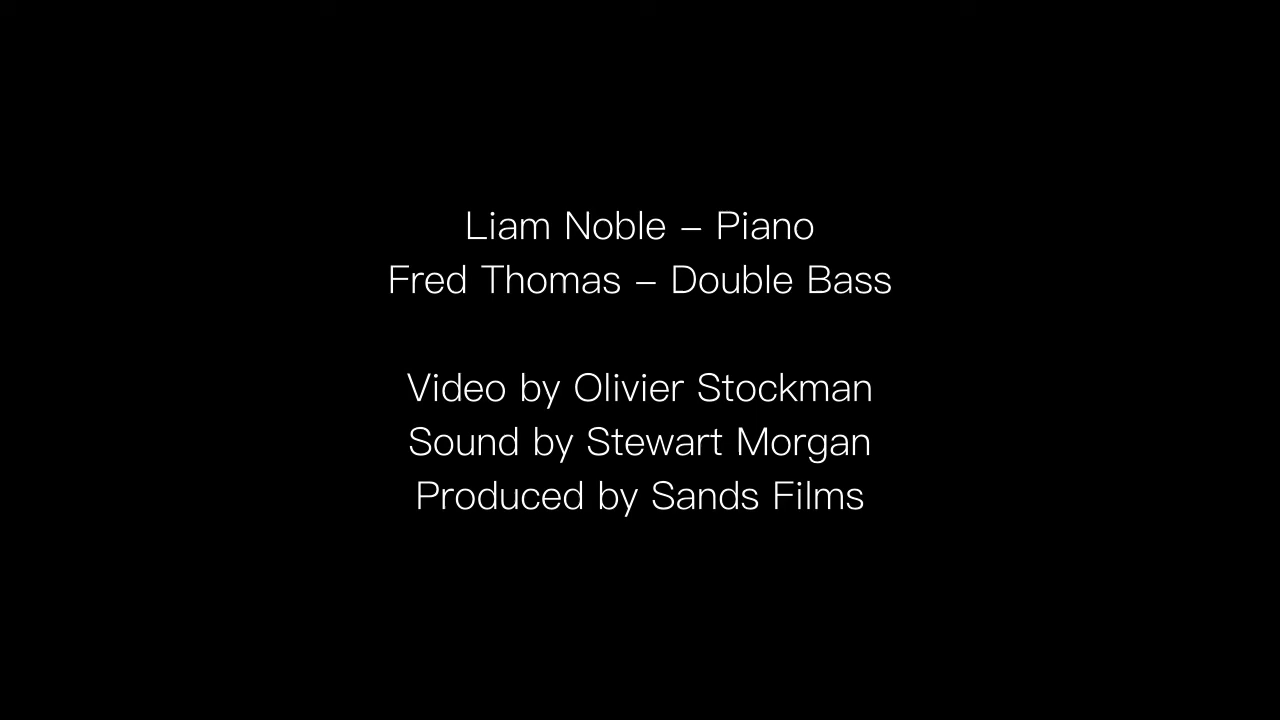 Liam Noble – Piano
Fred Thomas – Double Bass
Video by Olivier Stockman
Sound by Stewart Morgan
Produced by Sands Films